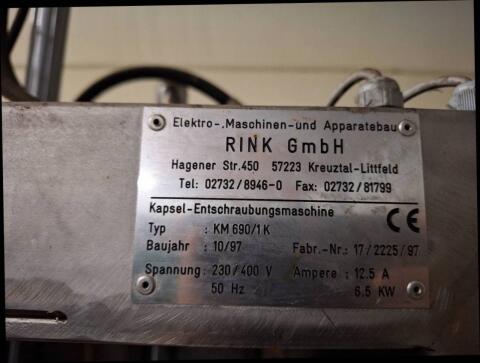 Elektro-.Maschinen-und Apparatebau
RINK GmbH
Hagener Str.450 57223 Kreuztal-Littfeld
Tel: 02732/8946-0 Fax: 02732/81799
Kapsel-Entschraubungsmaschine
CE
Typ : KM 690/1 K
Baujahr : 10/97 Fabr.-Nr.: 17/2225/97
Spannung : 230/400 V Ampere : 12.5 A
50 Hz 6.5 KW